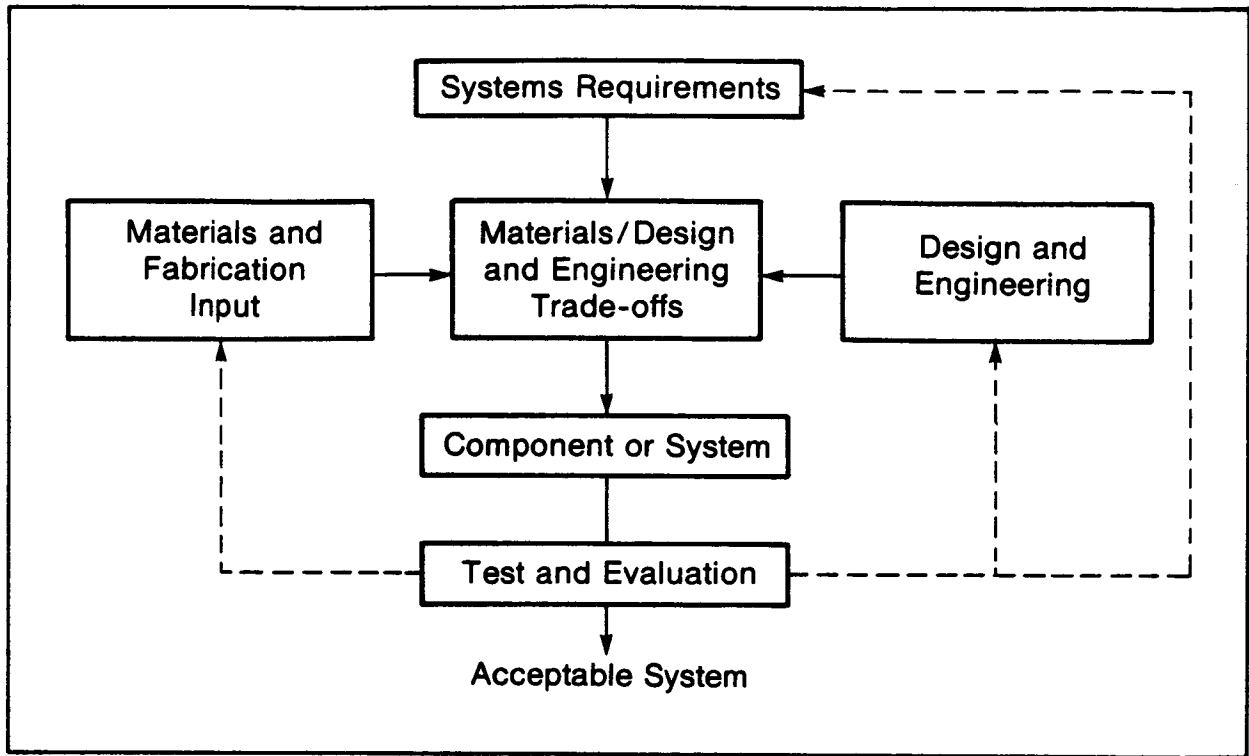 Systems Requirements
Materials and
Fabrication
Input
Materials/Design
and Engineering
Trade-offs
Design and
Engineering
Component or System
Test and Evaluation
Acceptable System